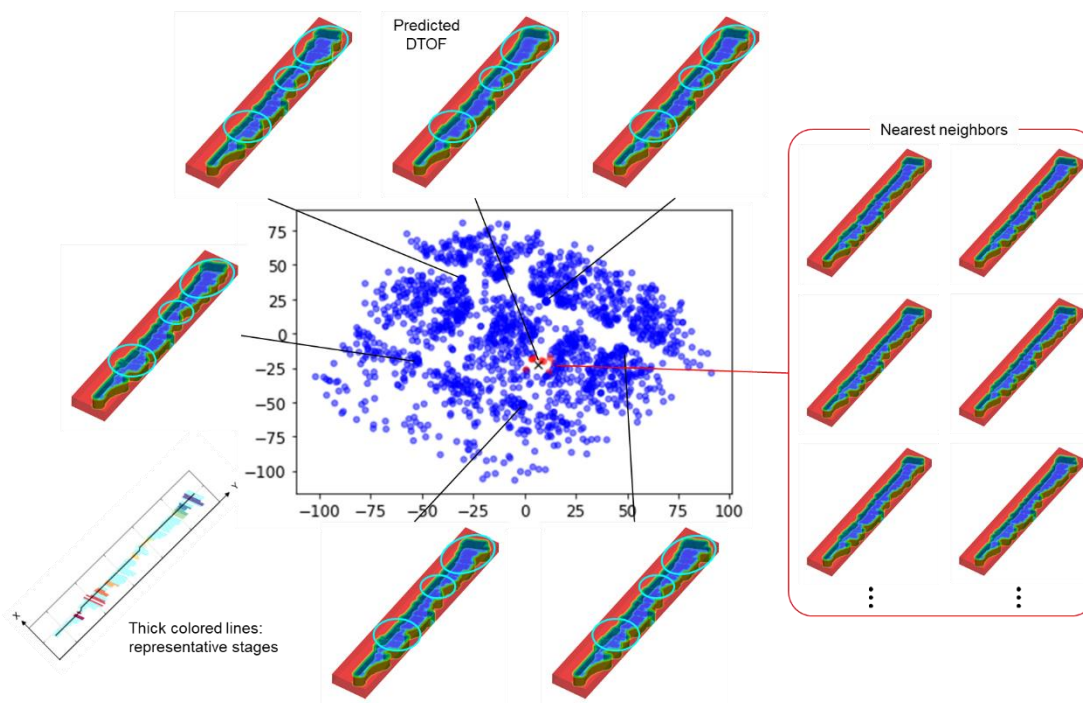 Predicted
DTOF
Nearest neighbors
75
50
25
0
−25
−50
−75
−100
−100 −75 −50 −25 0 25 50 75 100
Y
X
Thick colored lines:
representative stages